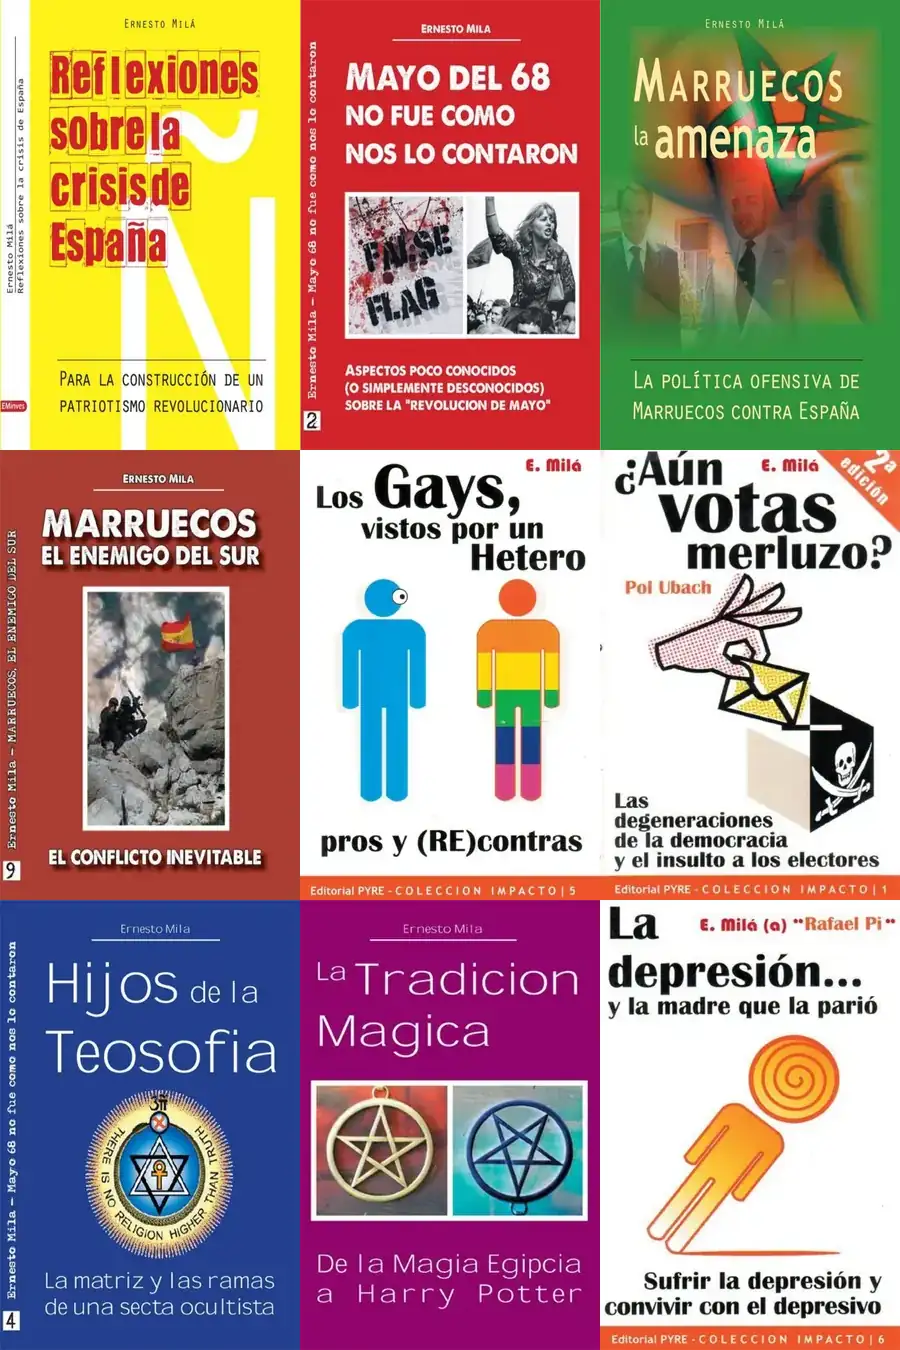 Ernesto Milá
Reflexiones
sobre la
crisis de
España
Para la construcción de un
patriotismo revolucionario
Ernesto Milá
Reflexiones sobre la crisis de España
EMInves
Ñ
Ernesto Mila
Mayo del 68
no fue como
nos lo contaron
FALSE
FLAG
Aspectos poco conocidos
(o simplemente desconocidos)
sobre la "Revolucion de Mayo"
Ernesto Mila - Mayo 68 no fue como nos lo contaron
2
Ernesto Milá
Marruecos
la amenaza
La política ofensiva de
Marruecos contra España
Ernesto Mila
MARRUECOS
EL ENEMIGO DEL SUR
EL CONFLICTO INEVITABLE
Ernesto Mila - MARRUECOS, EL ENEMIGO DEL SUR
9
E. Milá
Los Gays,
vistos por un
Hetero
pros y (RE)contras
Editorial PYRE - COLECCION IMPACTO | 5
¿Aún
E. Milá
2ª
edición
votas
merluzo?
Pol Ubach
Las
degeneraciones
de la democracia
y el insulto a los electores
Editorial PYRE - COLECCION IMPACTO | 1
Ernesto Mila
Hijos de la
Teosofia
THERE IS NO RELIGION HIGHER THAN TRUTH
La matriz y las ramas
de una secta ocultista
Ernesto Mila - Mayo 68 no fue como nos lo contaron
4
Ernesto Mila
La Tradicion
Magica
De la Magia Egipcia
a Harry Potter
La
E. Milá (a) "Rafael Pi"
depresión...
y la madre que la parió
Sufrir la depresión y
convivir con el depresivo
Editorial PYRE - COLECCION IMPACTO | 6